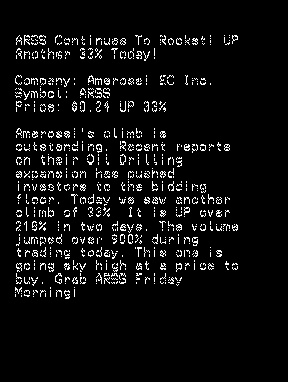 ARSS Continues To Rocket! UP
Another 33% Today!
Company: Amerossi EC Inc.
Symbol: ARSS
Price: $0.24 UP 33%
Amerossi's climb is
outstanding. Recent reports
on their Oil Drilling
expansion has pushed
investors to the bidding
floor. Today we saw another
climb of 33%  It is UP over
218% in two days. The volume
jumped over 900% during
trading today. This one is
going sky high at a price to
buy. Grab ARSS Friday
Morning!